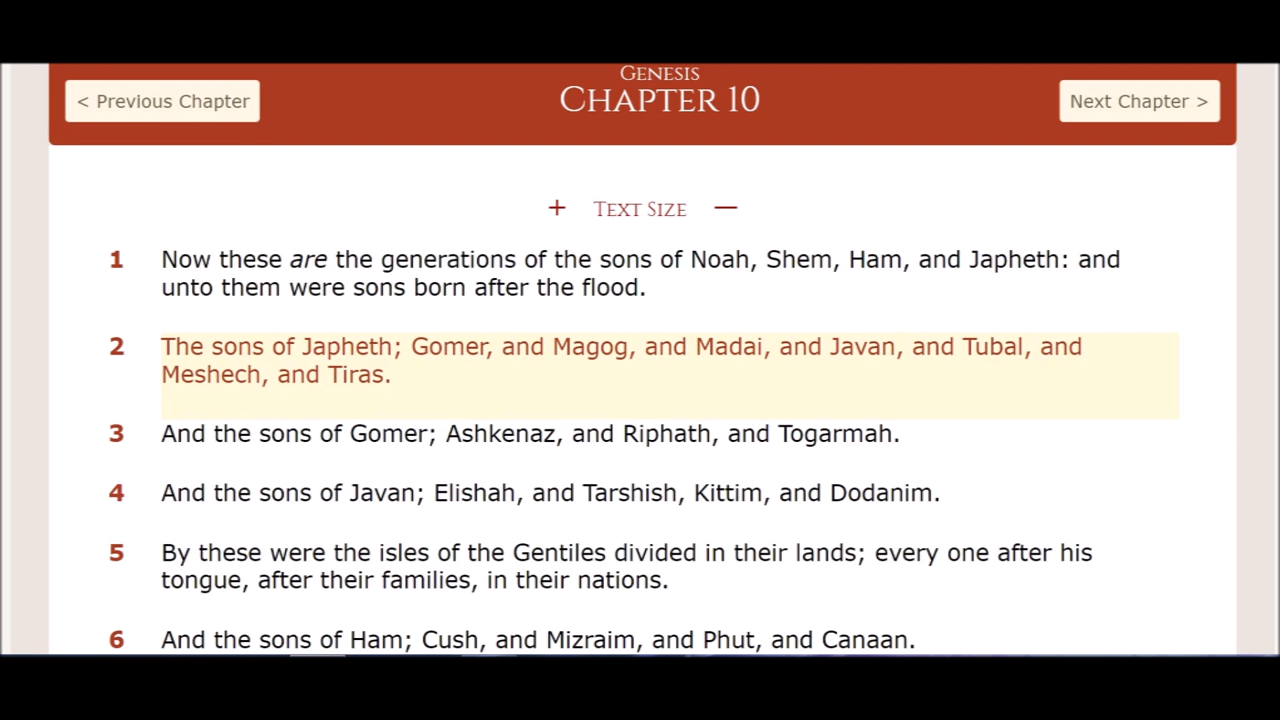 GENESIS
< Previous Chapter
CHAPTER 10
Next Chapter >
+ TEXT SIZE —
1 Now these are the generations of the sons of Noah, Shem, Ham, and Japheth: and
unto them were sons born after the flood.
2 The sons of Japheth; Gomer, and Magog, and Madai, and Javan, and Tubal, and
Meshech, and Tiras.
3 And the sons of Gomer; Ashkenaz, and Riphath, and Togarmah.
4 And the sons of Javan; Elishah, and Tarshish, Kittim, and Dodanim.
5 By these were the isles of the Gentiles divided in their lands; every one after his
tongue, after their families, in their nations.
6 And the sons of Ham; Cush, and Mizraim, and Phut, and Canaan.